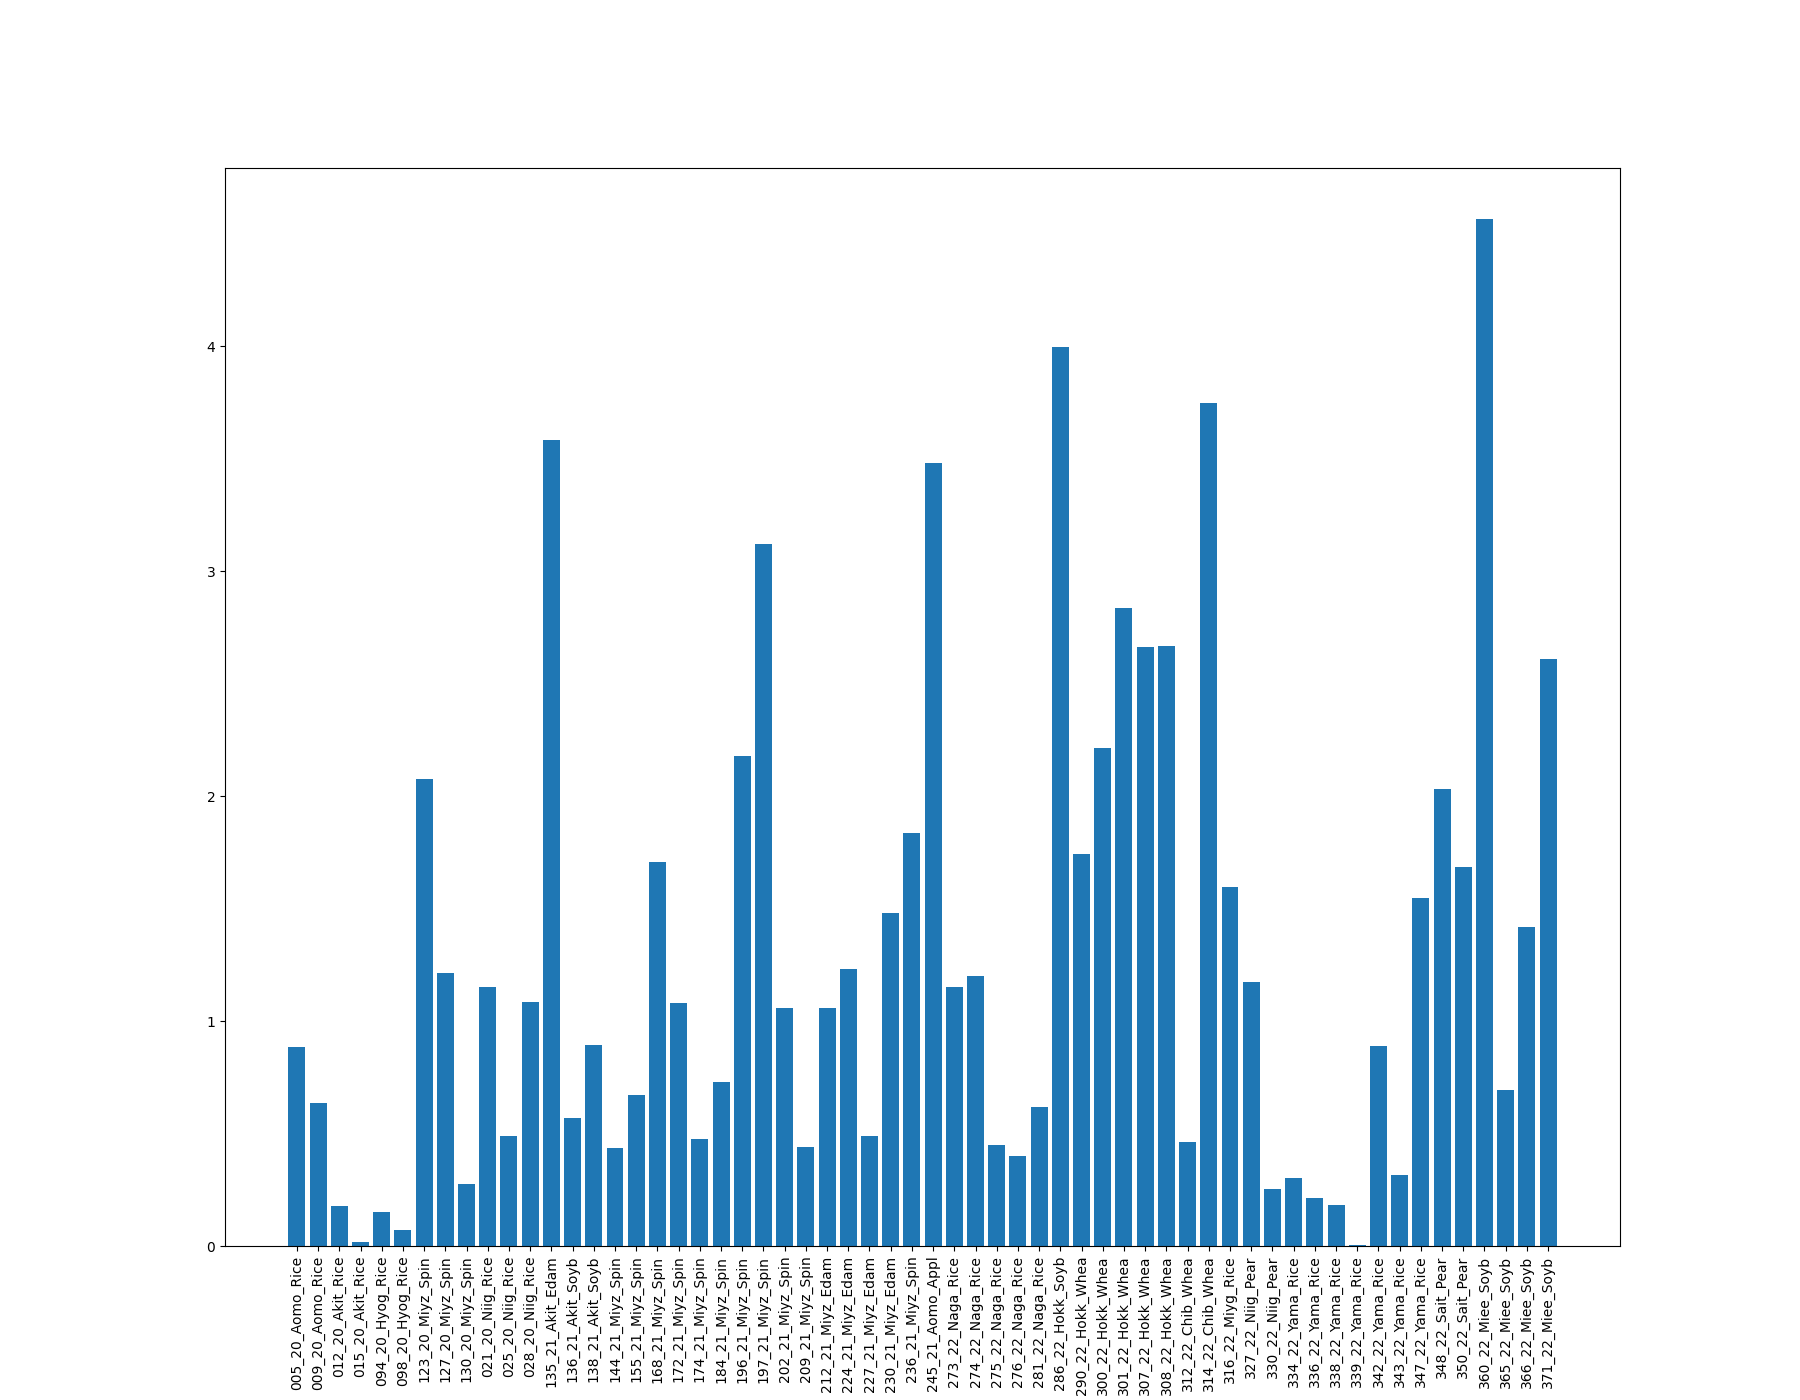 4
3
2
1
0
005_20_Aomo_Rice
009_20_Aomo_Rice
012_20_Akit_Rice
015_20_Akit_Rice
094_20_Hyog_Rice
098_20_Hyog_Rice
123_20_Miyz_Spin
127_20_Miyz_Spin
130_20_Miyz_Spin
021_20_Niig_Rice
025_20_Niig_Rice
028_20_Niig_Rice
135_21_Akit_Edam
136_21_Akit_Soyb
138_21_Akit_Soyb
144_21_Miyz_Spin
155_21_Miyz_Spin
168_21_Miyz_Spin
172_21_Miyz_Spin
174_21_Miyz_Spin
184_21_Miyz_Spin
196_21_Miyz_Spin
197_21_Miyz_Spin
202_21_Miyz_Spin
209_21_Miyz_Spin
212_21_Miyz_Edam
224_21_Miyz_Edam
227_21_Miyz_Edam
230_21_Miyz_Edam
236_21_Miyz_Spin
245_21_Aomo_Appl
273_22_Naga_Rice
274_22_Naga_Rice
275_22_Naga_Rice
276_22_Naga_Rice
281_22_Naga_Rice
286_22_Hokk_Soyb
290_22_Hokk_Whea
300_22_Hokk_Whea
301_22_Hokk_Whea
307_22_Hokk_Whea
308_22_Hokk_Whea
312_22_Chib_Whea
314_22_Chib_Whea
316_22_Miyg_Rice
327_22_Niig_Pear
330_22_Niig_Pear
334_22_Yama_Rice
336_22_Yama_Rice
338_22_Yama_Rice
339_22_Yama_Rice
342_22_Yama_Rice
343_22_Yama_Rice
347_22_Yama_Rice
348_22_Sait_Pear
350_22_Sait_Pear
360_22_Miee_Soyb
365_22_Miee_Soyb
366_22_Miee_Soyb
371_22_Miee_Soyb